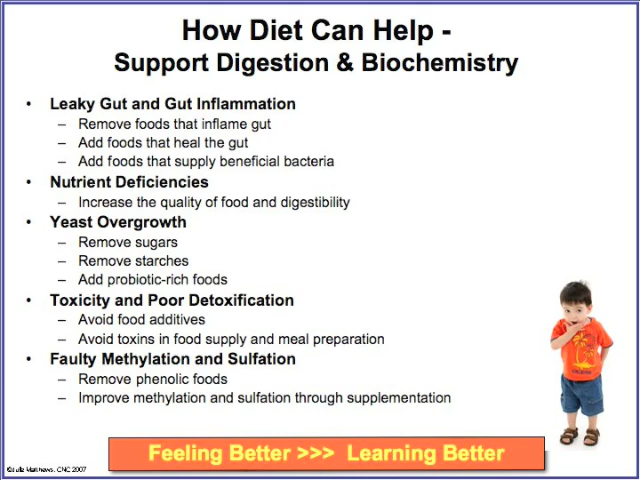 How Diet Can Help -
Support Digestion & Biochemistry
• Leaky Gut and Gut Inflammation
– Remove foods that inflame gut
– Add foods that heal the gut
– Add foods that supply beneficial bacteria
• Nutrient Deficiencies
– Increase the quality of food and digestibility
• Yeast Overgrowth
– Remove sugars
– Remove starches
– Add probiotic-rich foods
• Toxicity and Poor Detoxification
– Avoid food additives
– Avoid toxins in food supply and meal preparation
• Faulty Methylation and Sulfation
– Remove phenolic foods
– Improve methylation and sulfation through supplementation
Feeling Better >>> Learning Better
Matthews, CNC 2007